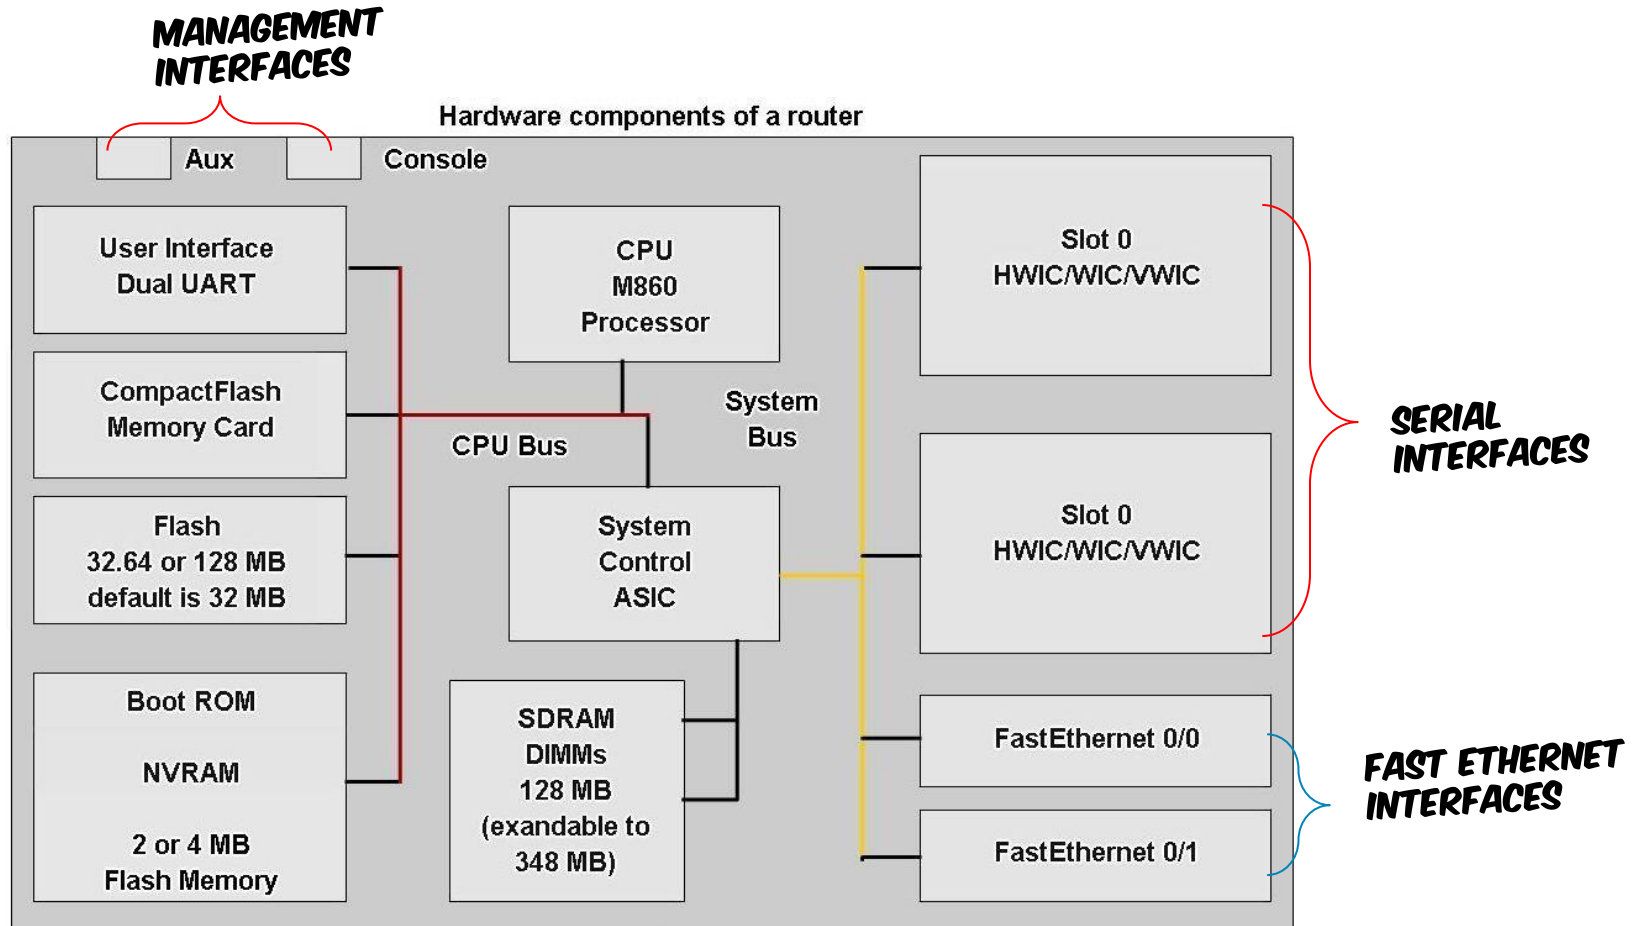 MANAGEMENT
INTERFACES
Hardware components of a router
Aux
Console
User Interface
Dual UART
CompactFlash
Memory Card
Flash
32.64 or 128 MB
default is 32 MB
Boot ROM
NVRAM
2 or 4 MB
Flash Memory
CPU
M860
Processor
CPU Bus
System
Bus
System
Control
ASIC
SDRAM
DIMMs
128 MB
(exandable to
348 MB)
Slot 0
HWIC/WIC/VWIC
Slot 0
HWIC/WIC/VWIC
FastEthernet 0/0
FastEthernet 0/1
SERIAL
INTERFACES
FAST ETHERNET
INTERFACES